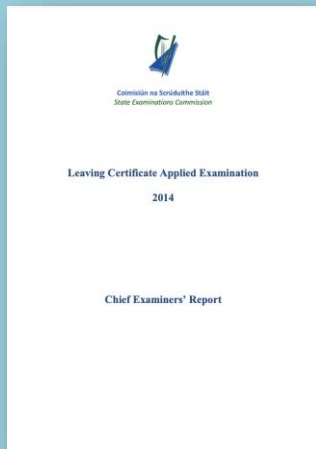 Coimisiún na Scrúduithe Stáit
State Examinations Commission
Leaving Certificate Applied Examination
2014
Chief Examiners' Report